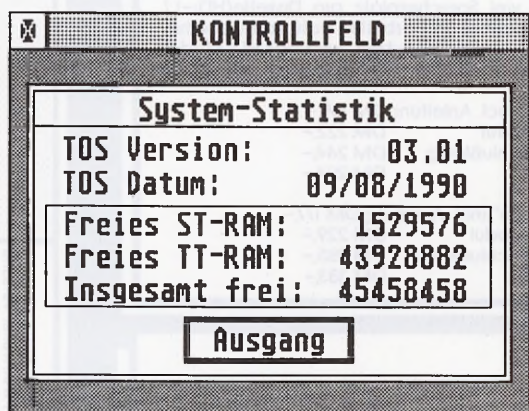 KONTROLLFELD
System-Statistik
TOS Version: 03.01
TOS Datum: 09/08/1990
Freies ST-RAM: 1529576
Freies TT-RAM: 43928882
Insgesamt frei: 45458458
Ausgang